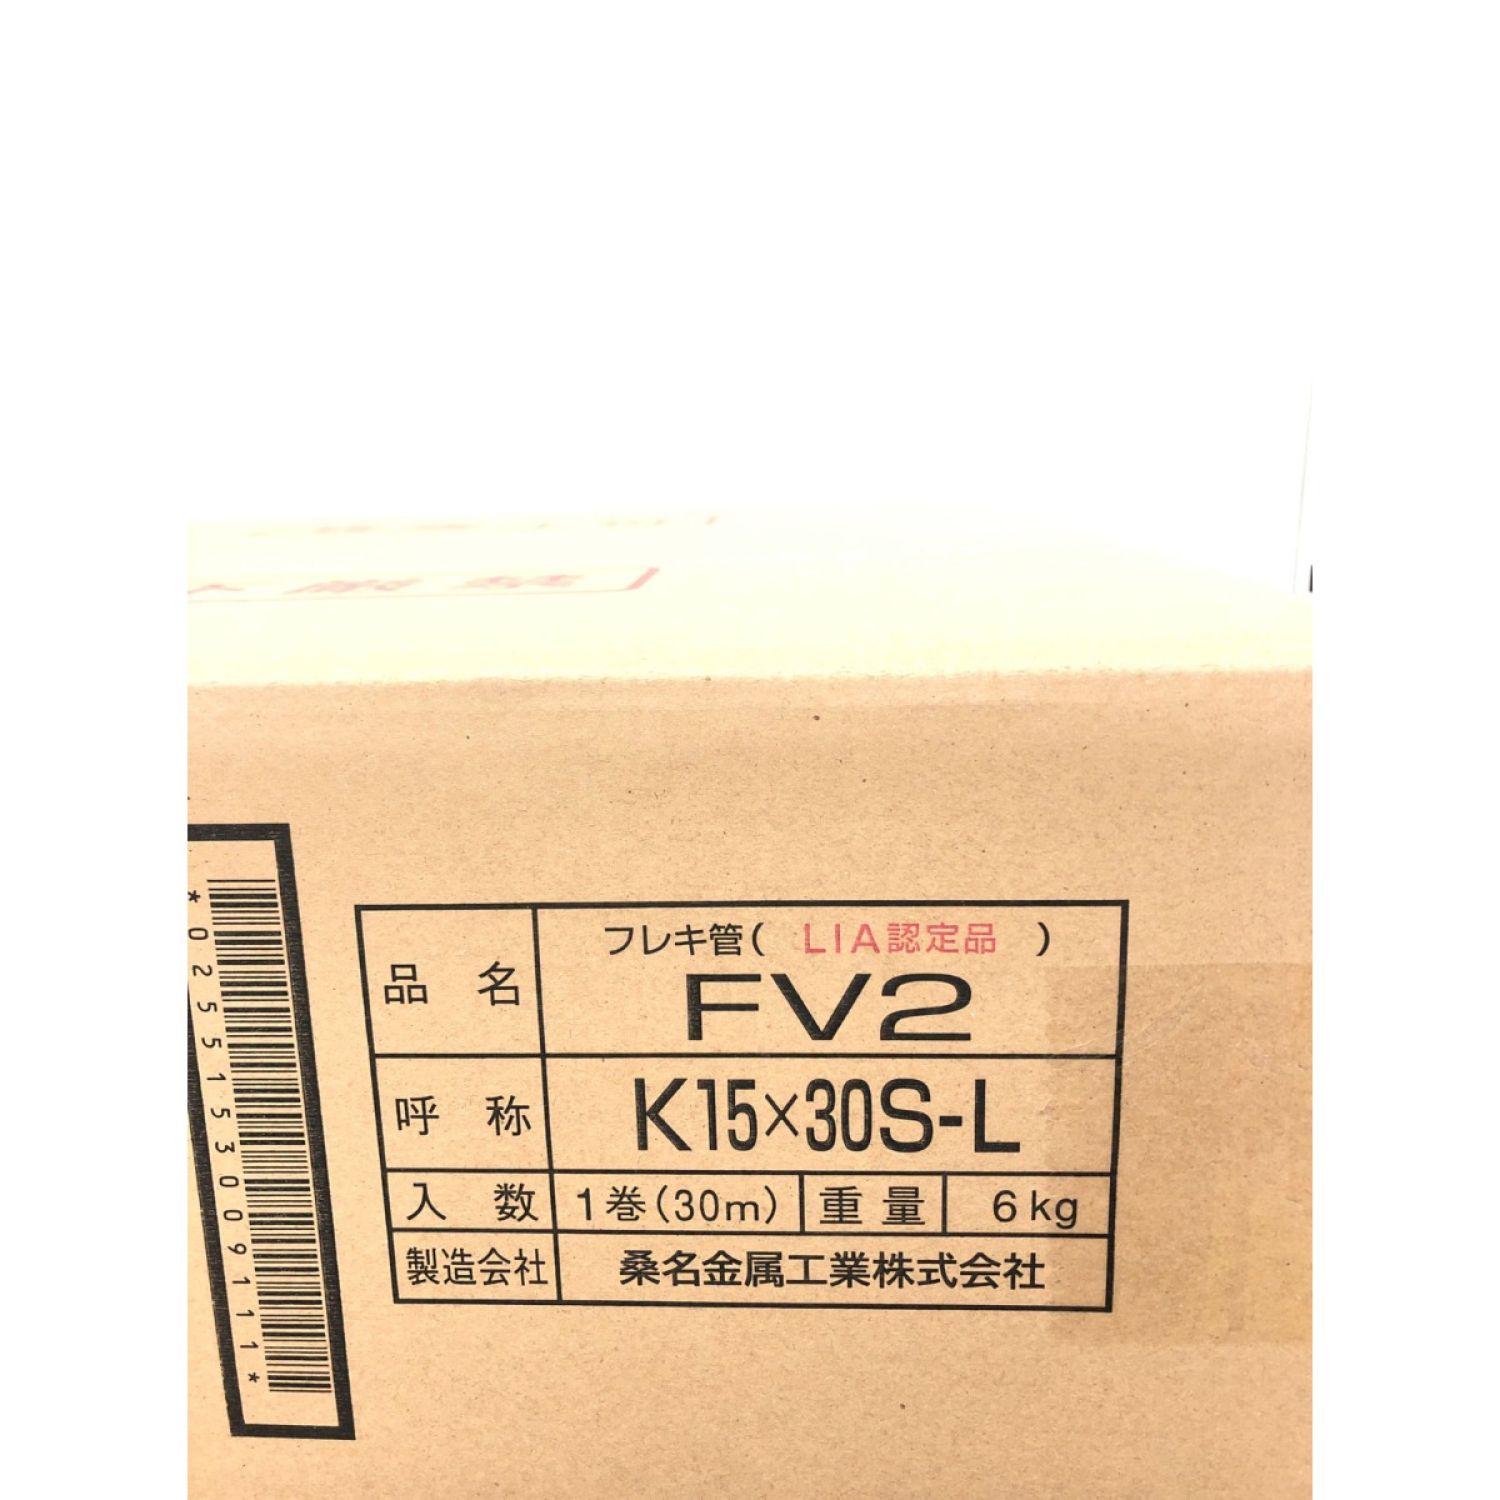 *0255153009111*
品名 フレキ管( LIA認定品 )
FV2
呼称 K15×30S-L
入数 1巻(30m) 重量 6kg
製造会社 桑名金属工業株式会社